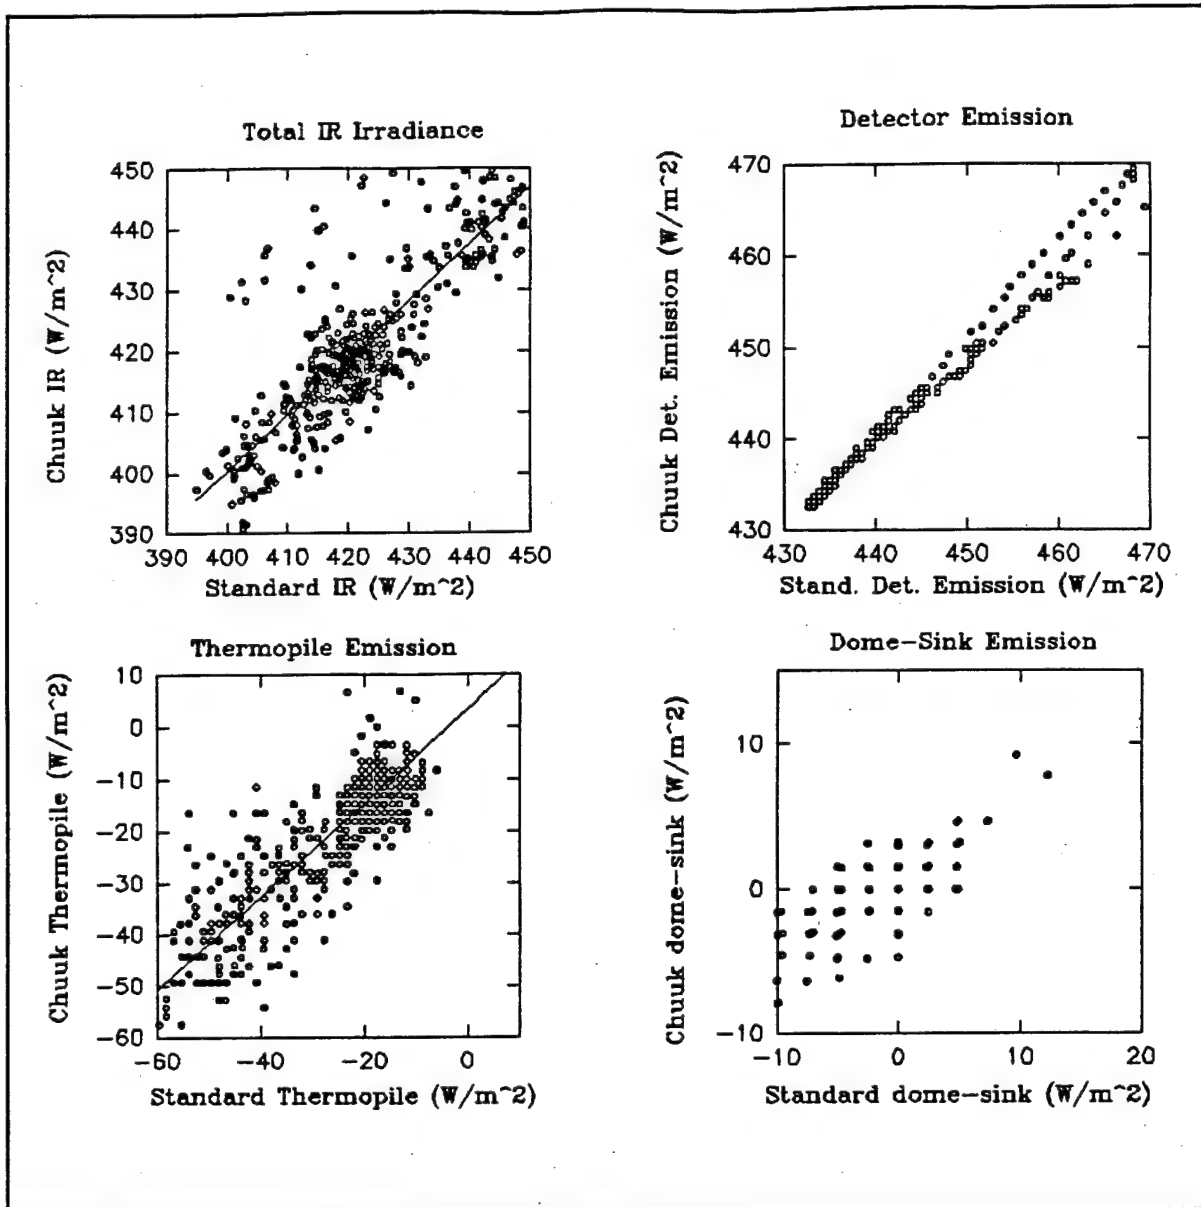 Total IR Irradiance
Chuuk IR (W/m^2)
450
440
430
420
410
400
390
390 400 410 420 430 440 450
Standard IR (W/m^2)
Detector Emission
Chuuk Det. Emission (W/m^2)
470
460
450
440
430
430 440 450 460 470
Stand. Det. Emission (W/m^2)
Thermopile Emission
Chuuk Thermopile (W/m^2)
10
0
-10
-20
-30
-40
-50
-60
-60 -40 -20 0
Standard Thermopile (W/m^2)
Dome-Sink Emission
Chuuk dome-sink (W/m^2)
10
0
-10
-10 0 10 20
Standard dome-sink (W/m^2)